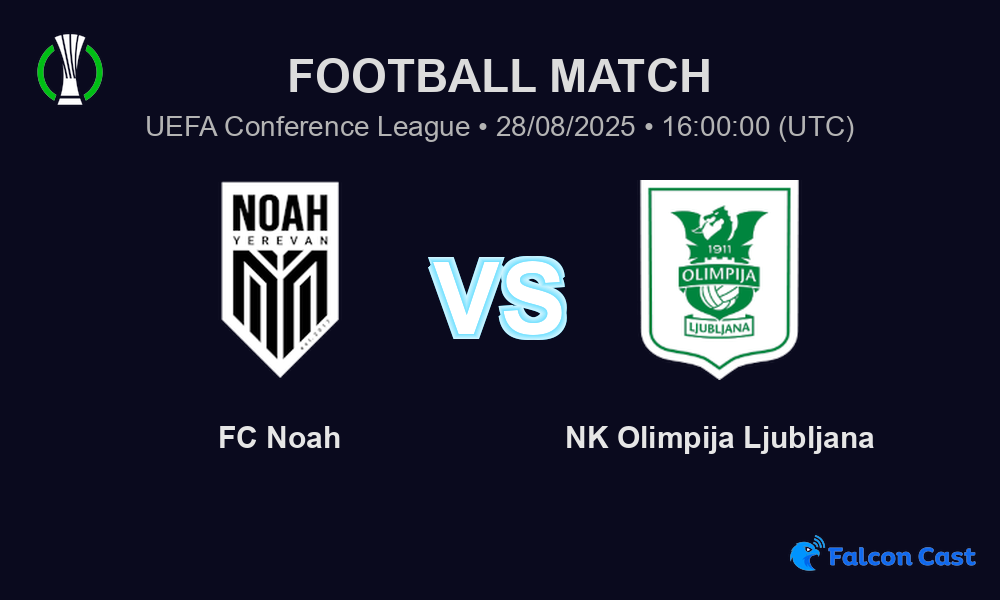 FOOTBALL MATCH
UEFA Conference League • 28/08/2025 • 16:00:00 (UTC)
NOAH
YEREVAN
VS
1911
OLIMPIJA
LJUBLJANA
FC Noah
NK Olimpija Ljubljana
Falcon Cast